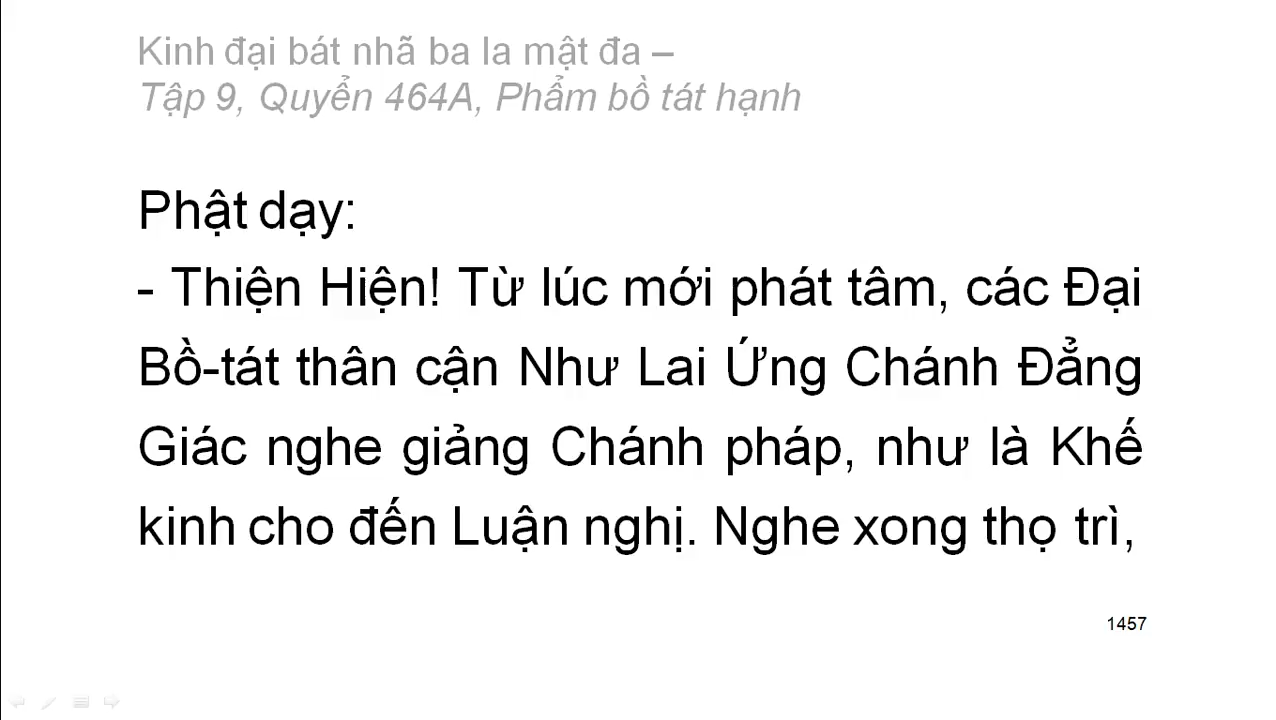 Kinh đại bát nhã ba la mật đa –
Tập 9, Quyển 464A, Phẩm bồ tát hạnh
Phật dạy:
- Thiện Hiện! Từ lúc mới phát tâm, các Đại
Bồ-tát thân cận Như Lai Ứng Chánh Đẳng
Giác nghe giảng Chánh pháp, như là Khế
kinh cho đến Luận nghị. Nghe xong thọ trì,
1457